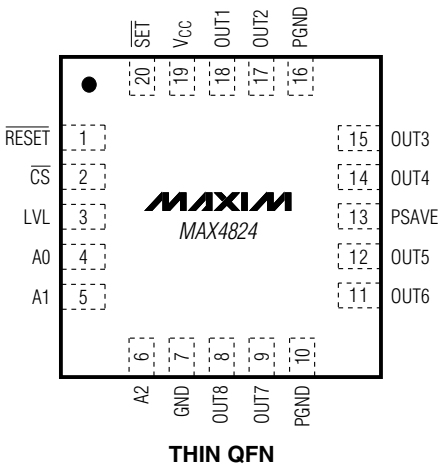 SET VCC OUT1 OUT2 PGND
20 19 18 17 16
RESET 1 15 OUT3
CS 2 14 OUT4
LVL 3 MAXIM 13 PSAVE
MAX4824
A0 4 12 OUT5
A1 5 11 OUT6
6 7 8 9 10
A2 GND OUT8 OUT7 PGND
THIN QFN